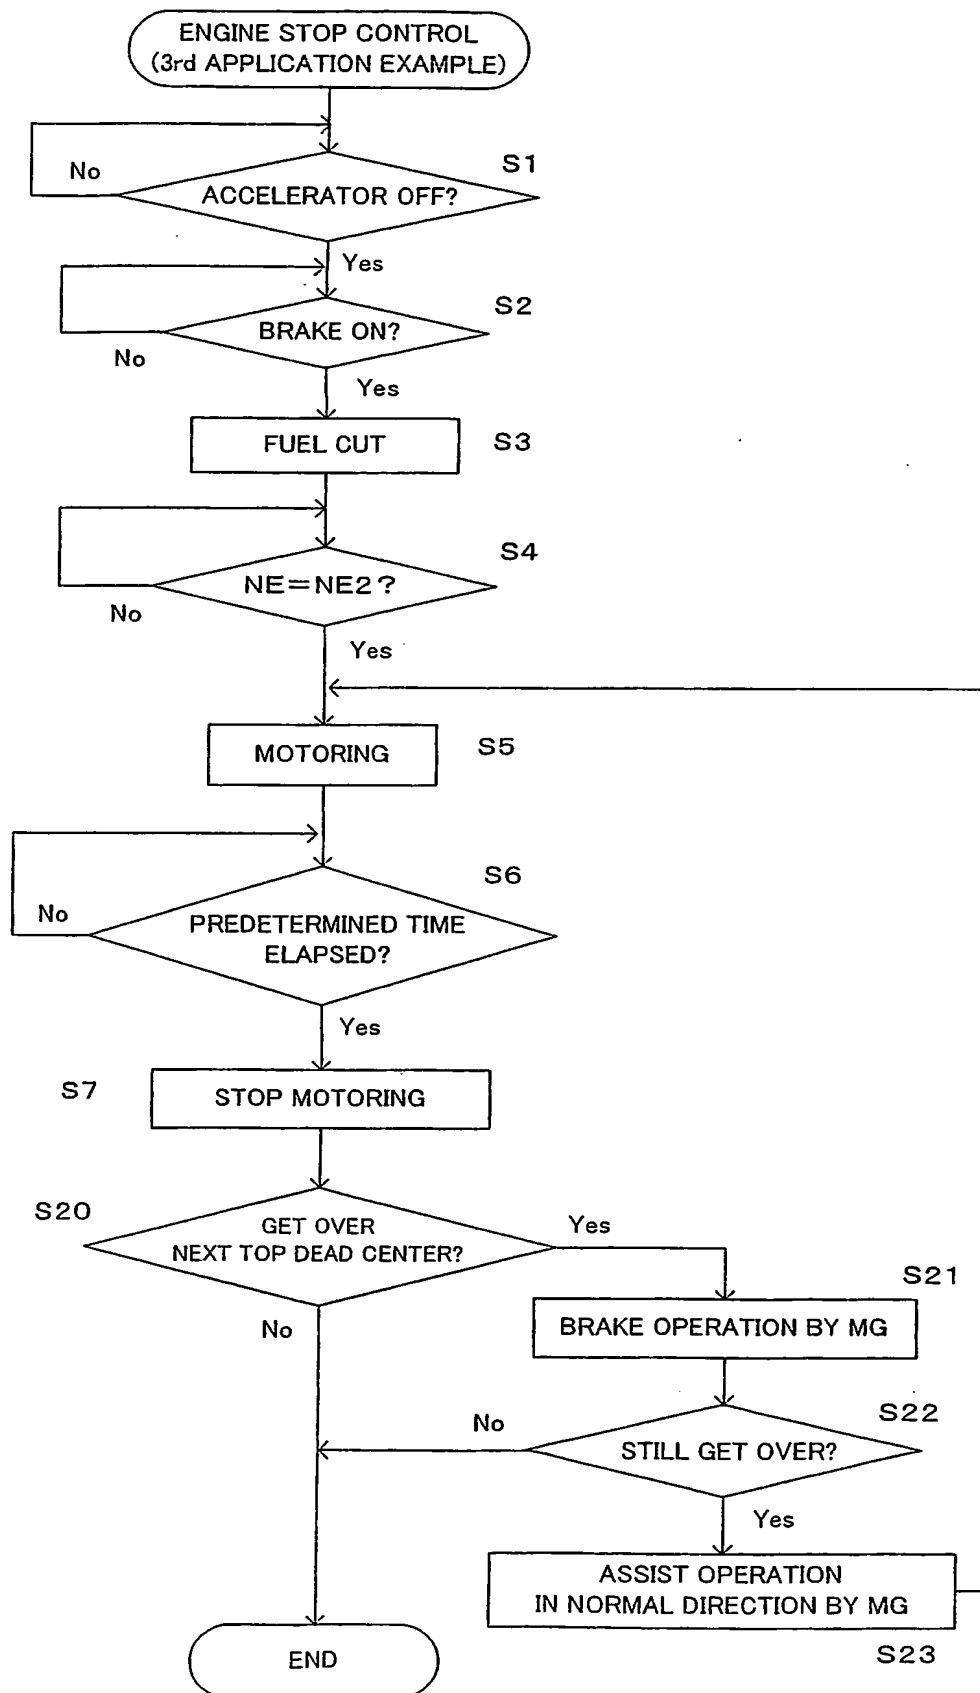 ENGINE STOP CONTROL
(3rd APPLICATION EXAMPLE)
No
S1
ACCELERATOR OFF?
Yes
S2
BRAKE ON?
No
Yes
FUEL CUT
S3
S4
NE=NE2?
No
Yes
MOTORING
S5
S6
No
PREDETERMINED TIME
ELAPSED?
Yes
S7
STOP MOTORING
S20
GET OVER
NEXT TOP DEAD CENTER?
Yes
No
S21
BRAKE OPERATION BY MG
S22
No
STILL GET OVER?
Yes
ASSIST OPERATION
IN NORMAL DIRECTION BY MG
S23
END